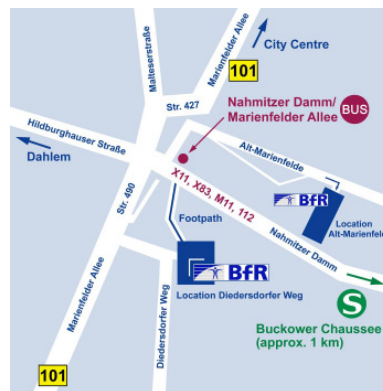 Marienfelder Allee
City Centre
Malteserstraße
101
Str. 427
Nahmitzer Damm/
Marienfelder Allee
BUS
Hildburghauser Straße
Alt-Marienfelde
Dahlem
X11, X83, M11, 112
Str. 490
BfR
Footpath
Location
Alt-Marienfeld
Nahmitzer Damm
BfR
Location Diedersdorfer Weg
Marienfelder Allee
Diedersdorfer Weg
S
Buckower Chaussee
(approx. 1 km)
101